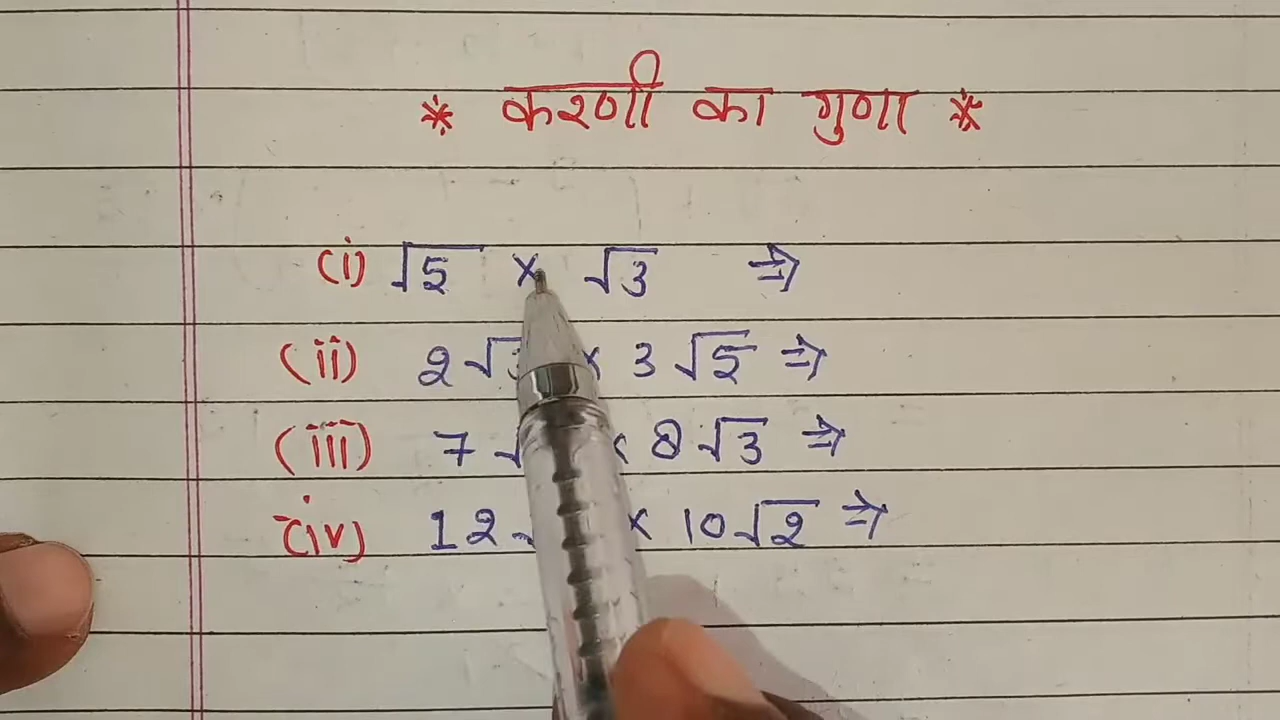 * करणी का गुणा *
(i) √5 × √3 ⇒
(ii) 2√ × 3√5 ⇒
(iii) 7√ × 8√3 ⇒
(iv) 12√ × 10√2 ⇒